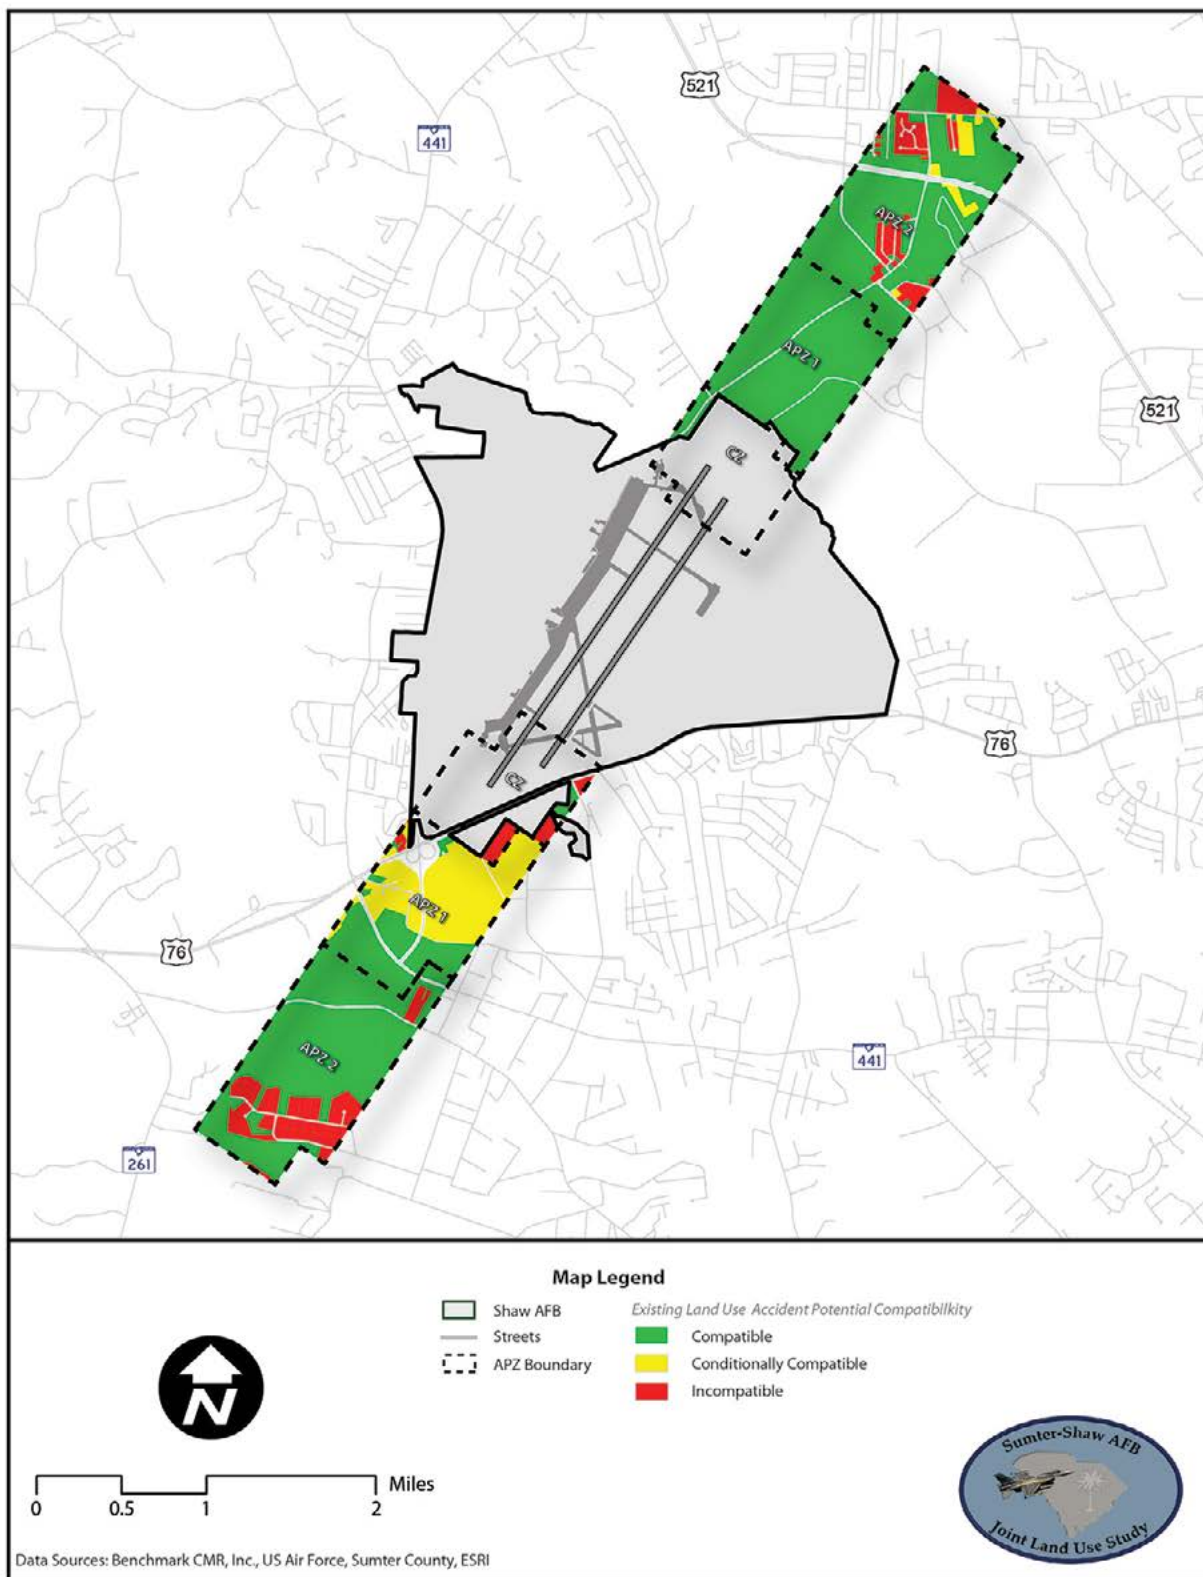 521
441
APZ 2
APZ 1
521
CZ
76
CZ
APZ 1
76
APZ 2
441
261
Map Legend
Shaw AFB
Streets
APZ Boundary
Existing Land Use Accident Potential Compatibilkity
Compatible
Conditionally Compatible
Incompatible
N
0 0.5 1 2 Miles
Sumter-Shaw AFB
Joint Land Use Study
Data Sources: Benchmark CMR, Inc., US Air Force, Sumter County, ESRI